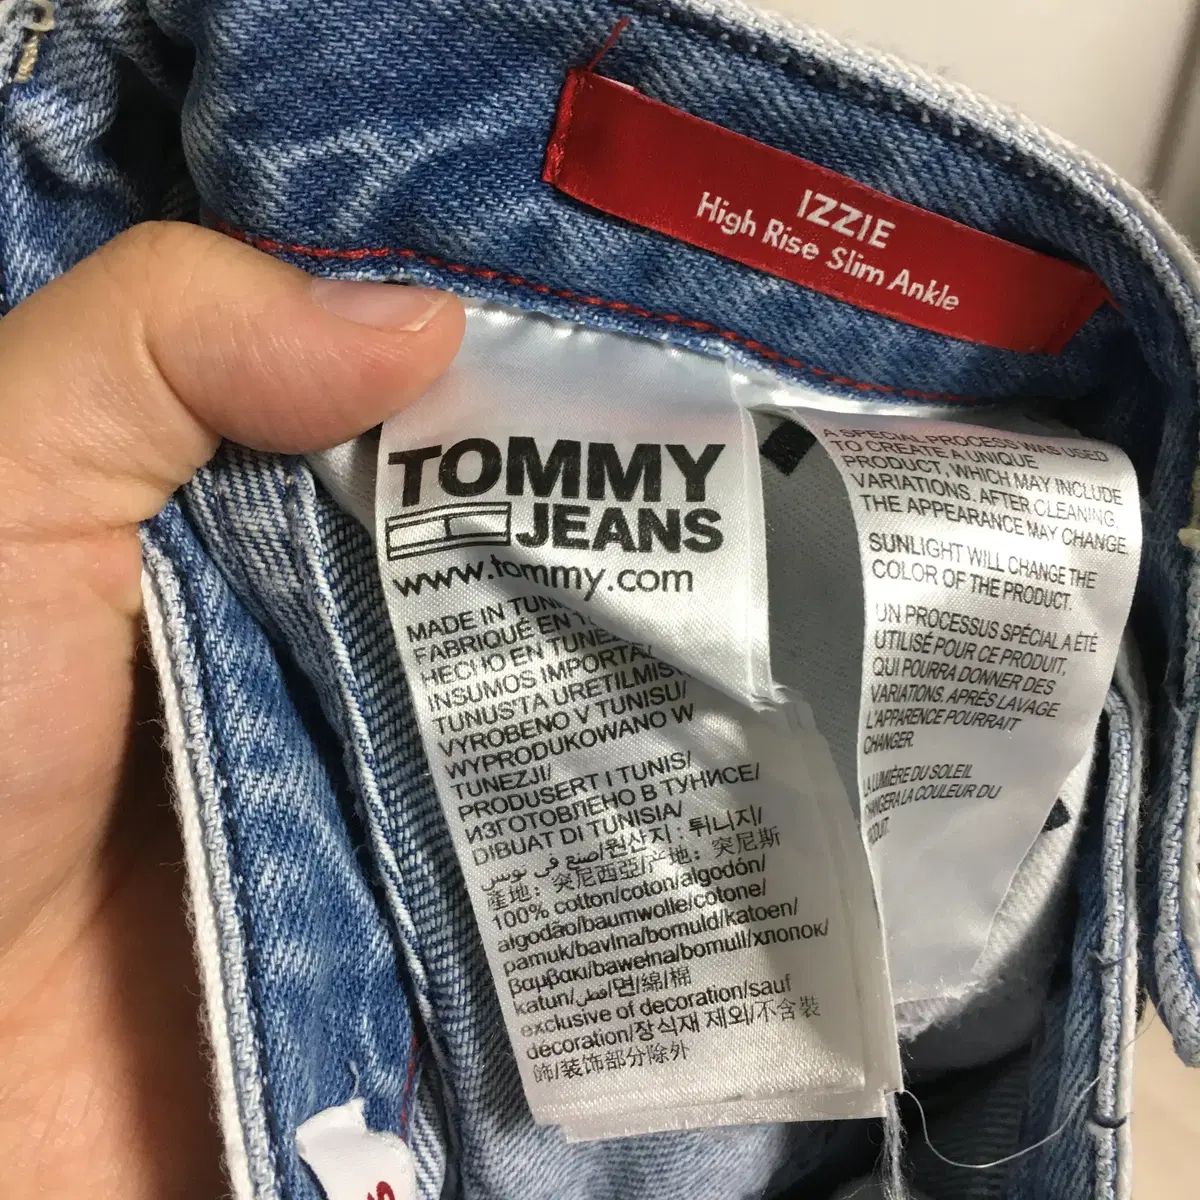 IZZIE
High Rise Slim Ankle
TOMMY
JEANS
www.tommy.com
MADE IN
FABRIQUÉ EN
HECHO EN
INSUMOS
TUNUS'TA ÜRETİLMİŞ
VYROBENO V TUNISU/
WYPRODUKOWANO W
TUNEZJI/
PRODUSERT I TUNIS/
ИЗГОТОВЛЕНО В ТУНИСЕ/
DIBUAT DI TUNISIA/
صنع في تونس/원산지 : 튀니지/
產地：突尼西亞/产地：突尼斯
100% cotton/coton/algodón/
algodão/baumwolle/cotone/
pamuk/bavlna/bomuld/katoen/
βαμβακι/bawełna/bomull/хлопок/
katun/قطن/면/綿/棉
exclusive of decoration/sauf
decoration/장식재 제외/不含裝
飾/装饰部分除外
A SPECIAL PROCESS WAS USED
TO CREATE A UNIQUE
PRODUCT, WHICH MAY INCLUDE
VARIATIONS. AFTER CLEANING,
THE APPEARANCE MAY CHANGE.
SUNLIGHT WILL CHANGE THE
COLOR OF THE PRODUCT.
UN PROCESSUS SPÉCIAL A ÉTÉ
UTILISÉ POUR CE PRODUIT,
QUI POURRA DONNER DES
VARIATIONS. APRÈS LAVAGE
L'APPARENCE POURRAIT
CHANGER.
LA LUMIÈRE DU SOLEIL
CHANGERA LA COULEUR DU
PRODUIT.